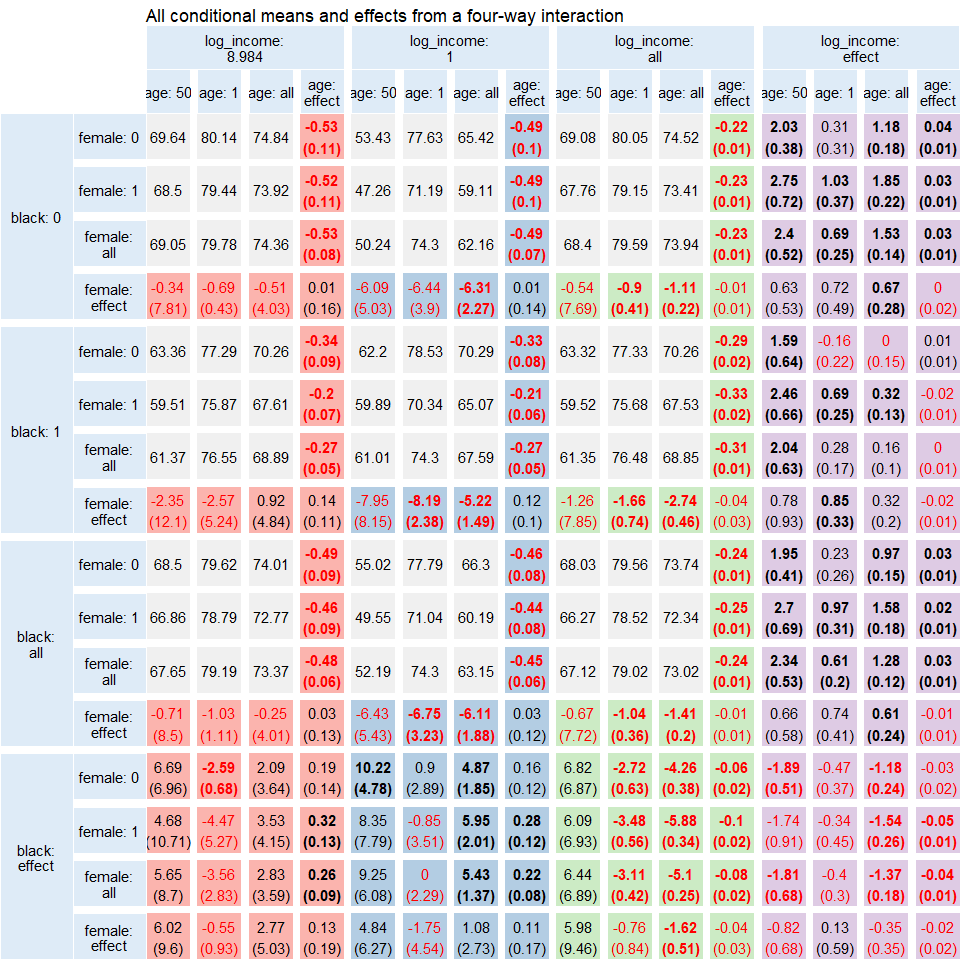 All conditional means and effects from a four-way interaction
log_income: log_income: log_income: log_income:
8.984 1 all effect
age: 50 age: 1 age: all age: age: 50 age: 1 age: all age: age: 50 age: 1 age: all age: age: 50 age: 1 age: all age:
effect effect effect effect
black: 0
female: 0 69.64 80.14 74.84 -0.53 53.43 77.63 65.42 -0.49 69.08 80.05 74.52 -0.22 2.03 0.31 1.18 0.04
(0.11) (0.1) (0.01) (0.38) (0.31) (0.18) (0.01)
female: 1 68.5 79.44 73.92 -0.52 47.26 71.19 59.11 -0.49 67.76 79.15 73.41 -0.23 2.75 1.03 1.85 0.03
(0.11) (0.1) (0.01) (0.72) (0.37) (0.22) (0.01)
female: 69.05 79.78 74.36 -0.53 50.24 74.3 62.16 -0.49 68.4 79.59 73.94 -0.23 2.4 0.69 1.53 0.03
all (0.08) (0.07) (0.01) (0.52) (0.25) (0.14) (0.01)
female: -0.34 -0.69 -0.51 0.01 -6.09 -6.44 -6.31 0.01 -0.54 -0.9 -1.11 -0.01 0.63 0.72 0.67 0
effect (7.81) (0.43) (4.03) (0.16) (5.03) (3.9) (2.27) (0.14) (7.69) (0.41) (0.22) (0.01) (0.53) (0.49) (0.28) (0.02)
black: 1
female: 0 63.36 77.29 70.26 -0.34 62.2 78.53 70.29 -0.33 63.32 77.33 70.26 -0.29 1.59 -0.16 0 0.01
(0.09) (0.08) (0.02) (0.64) (0.22) (0.15) (0.01)
female: 1 59.51 75.87 67.61 -0.2 59.89 70.34 65.07 -0.21 59.52 75.68 67.53 -0.33 2.46 0.69 0.32 -0.02
(0.07) (0.06) (0.02) (0.66) (0.25) (0.13) (0.01)
female: 61.37 76.55 68.89 -0.27 61.01 74.3 67.59 -0.27 61.35 76.48 68.85 -0.31 2.04 0.28 0.16 0
all (0.05) (0.05) (0.01) (0.63) (0.17) (0.1) (0.01)
female: -2.35 -2.57 0.92 0.14 -7.95 -8.19 -5.22 0.12 -1.26 -1.66 -2.74 -0.04 0.78 0.85 0.32 -0.02
effect (12.1) (5.24) (4.84) (0.11) (8.15) (2.38) (1.49) (0.1) (7.85) (0.74) (0.46) (0.03) (0.93) (0.33) (0.2) (0.01)
black:
all
female: 0 68.5 79.62 74.01 -0.49 55.02 77.79 66.3 -0.46 68.03 79.56 73.74 -0.24 1.95 0.23 0.97 0.03
(0.09) (0.08) (0.01) (0.41) (0.26) (0.15) (0.01)
female: 1 66.86 78.79 72.77 -0.46 49.55 71.04 60.19 -0.44 66.27 78.52 72.34 -0.25 2.7 0.97 1.58 0.02
(0.09) (0.08) (0.01) (0.69) (0.31) (0.18) (0.01)
female: 67.65 79.19 73.37 -0.48 52.19 74.3 63.15 -0.45 67.12 79.02 73.02 -0.24 2.34 0.61 1.28 0.03
all (0.06) (0.06) (0.01) (0.53) (0.2) (0.12) (0.01)
female: -0.71 -1.03 -0.25 0.03 -6.43 -6.75 -6.11 0.03 -0.67 -1.04 -1.41 -0.01 0.66 0.74 0.61 -0.01
effect (8.5) (1.11) (4.01) (0.13) (5.43) (3.23) (1.88) (0.12) (7.72) (0.36) (0.2) (0.01) (0.58) (0.41) (0.24) (0.01)
black:
effect
female: 0 6.69 -2.59 2.09 0.19 10.22 0.9 4.87 0.16 6.82 -2.72 -4.26 -0.06 -1.89 -0.47 -1.18 -0.03
(6.96) (0.68) (3.64) (0.14) (4.78) (2.89) (1.85) (0.12) (6.87) (0.63) (0.38) (0.02) (0.51) (0.37) (0.24) (0.02)
female: 1 4.68 -4.47 3.53 0.32 8.35 -0.85 5.95 0.28 6.09 -3.48 -5.88 -0.1 -1.74 -0.34 -1.54 -0.05
(10.71) (5.27) (4.15) (0.13) (7.79) (3.51) (2.01) (0.12) (6.93) (0.56) (0.34) (0.02) (0.91) (0.45) (0.26) (0.01)
female: 5.65 -3.56 2.83 0.26 9.25 0 5.43 0.22 6.44 -3.11 -5.1 -0.08 -1.81 -0.4 -1.37 -0.04
all (8.7) (2.83) (3.59) (0.09) (6.08) (2.29) (1.37) (0.08) (6.89) (0.42) (0.25) (0.02) (0.68) (0.3) (0.18) (0.01)
female: 6.02 -0.55 2.77 0.13 4.84 -1.75 1.08 0.11 5.98 -0.76 -1.62 -0.04 -0.82 0.13 -0.35 -0.02
effect (9.6) (0.93) (5.03) (0.19) (6.27) (4.54) (2.73) (0.17) (9.46) (0.84) (0.51) (0.03) (0.68) (0.59) (0.35) (0.02)